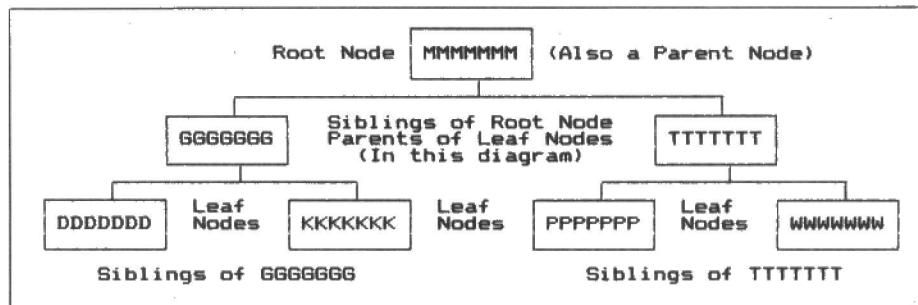 Root Node MMMMMMM (Also a Parent Node)
Siblings of Root Node
GGGGGGG Parents of Leaf Nodes TTTTTTT
(In this diagram)
DDDDDDD Leaf Nodes KKKKKKK Leaf Nodes PPPPPPP Leaf Nodes WWWWWWW
Siblings of GGGGGGG Siblings of TTTTTTT